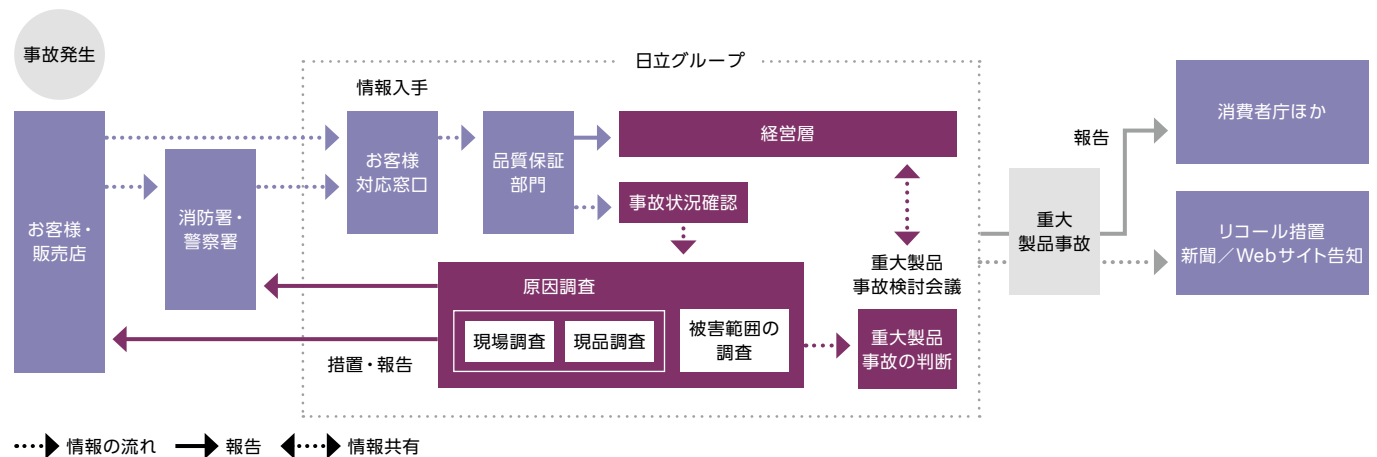 事故発生
日立グループ
情報入手
お客様・
販売店
消防署・
警察署
お客様
対応窓口
品質保証
部門
経営層
事故状況確認
原因調査
現場調査
現品調査
被害範囲の
調査
措置・報告
重大製品
事故検討会議
重大製品
事故の判断
重大
製品事故
報告
消費者庁ほか
リコール措置
新聞／Webサイト告知
情報の流れ
報告
情報共有